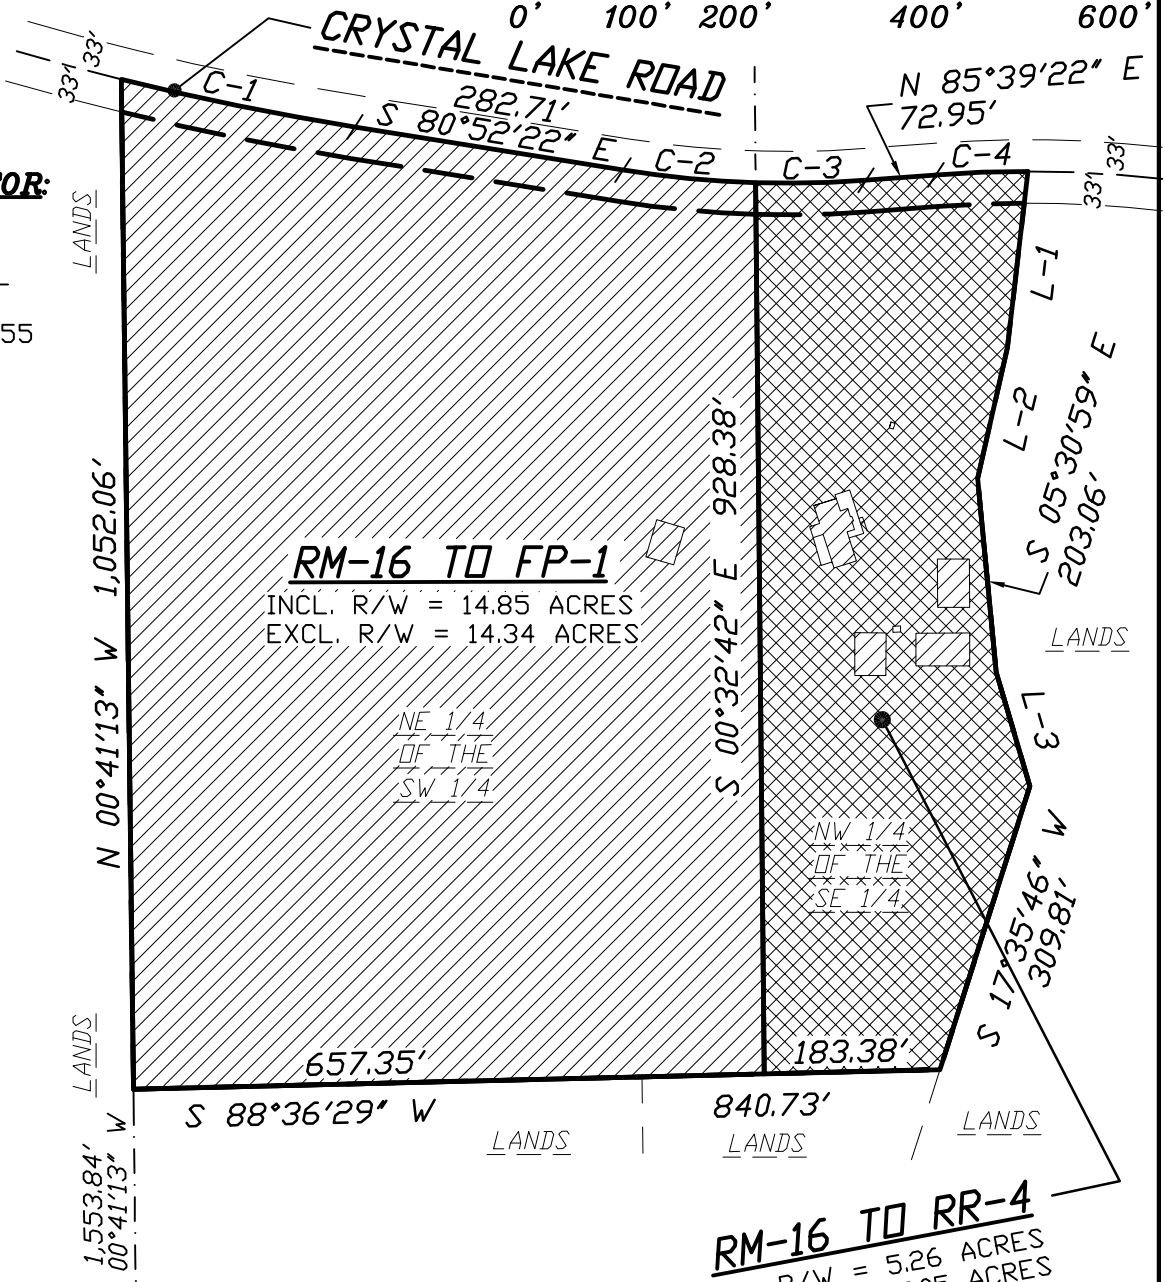 0' 100' 200' 400' 600'
CRYSTAL LAKE ROAD
33'
33'
C-1
282.71'
S 80°52'22" E
C-2
C-3
C-4
N 85°39'22" E
72.95'
33'
33'
OR:
55
LANDS
L-1
L-2
S 05°30'59" E
203.06'
LANDS
L-3
S 17°35'46" W
309.81'
N 00°41'13" W 1,052.06'
S 00°32'42" E 928.38'
RM-16 TO FP-1
INCL. R/W = 14.85 ACRES
EXCL. R/W = 14.34 ACRES
NE 1/4
OF THE
SW 1/4
NW 1/4
OF THE
SE 1/4
LANDS
657.35'
183.38'
S 88°36'29" W
840.73'
LANDS
LANDS
LANDS
1,553.84'
00°41'13" W
RM-16 TO RR-4
R/W = 5.26 ACRES
ACRES